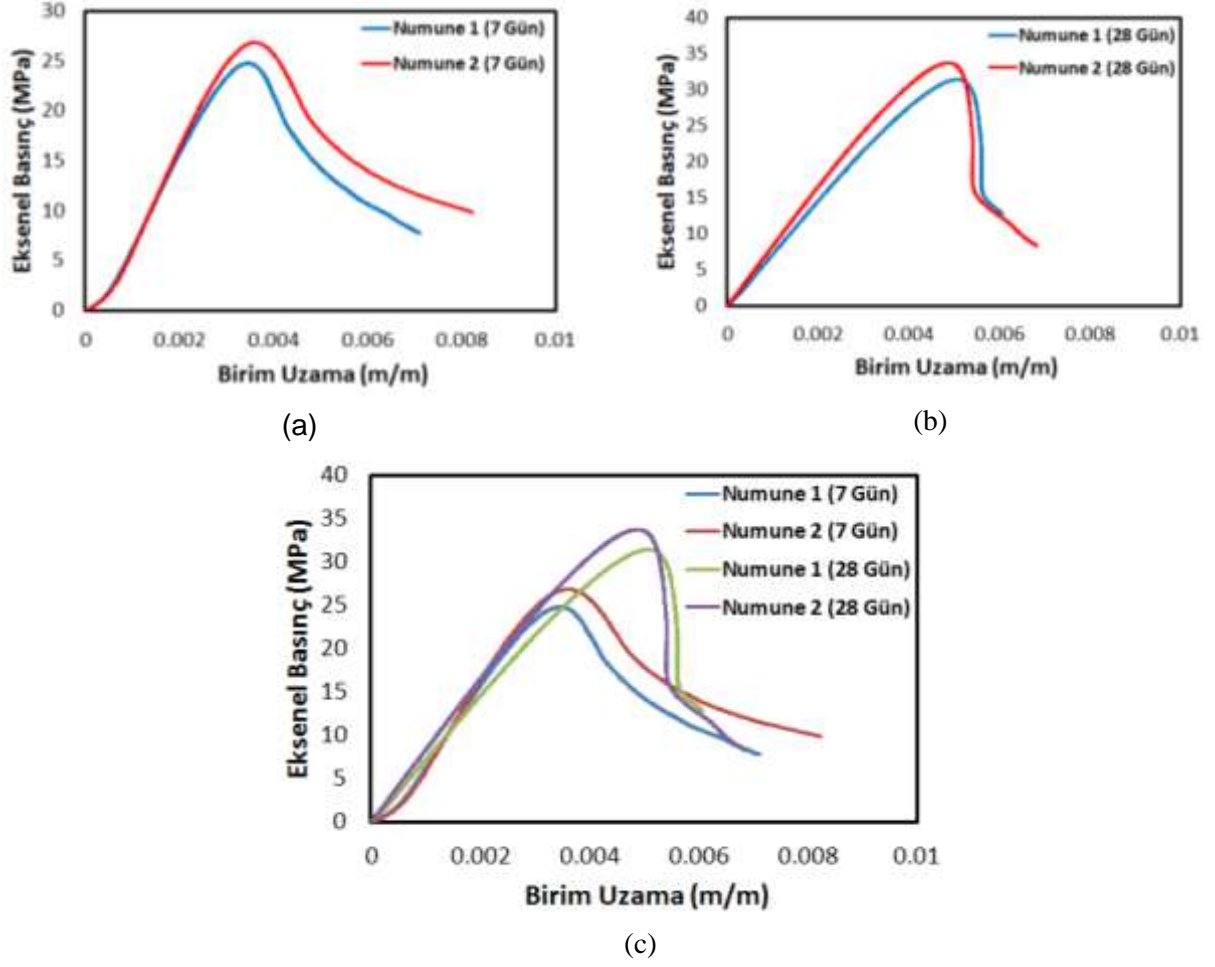 30
25
20
15
10
5
0
Eksenel Basınç (MPa)
Numune 1 (7 Gün)
Numune 2 (7 Gün)
0 0.002 0.004 0.006 0.008 0.01
Birim Uzama (m/m)
(a)
40
35
30
25
20
15
10
5
0
Eksenel Basınç (MPa)
Numune 1 (28 Gün)
Numune 2 (28 Gün)
0 0.002 0.004 0.006 0.008 0.01
Birim Uzama (m/m)
(b)
40
35
30
25
20
15
10
5
0
Eksenel Basınç (MPa)
Numune 1 (7 Gün)
Numune 2 (7 Gün)
Numune 1 (28 Gün)
Numune 2 (28 Gün)
0 0.002 0.004 0.006 0.008 0.01
Birim Uzama (m/m)
(c)